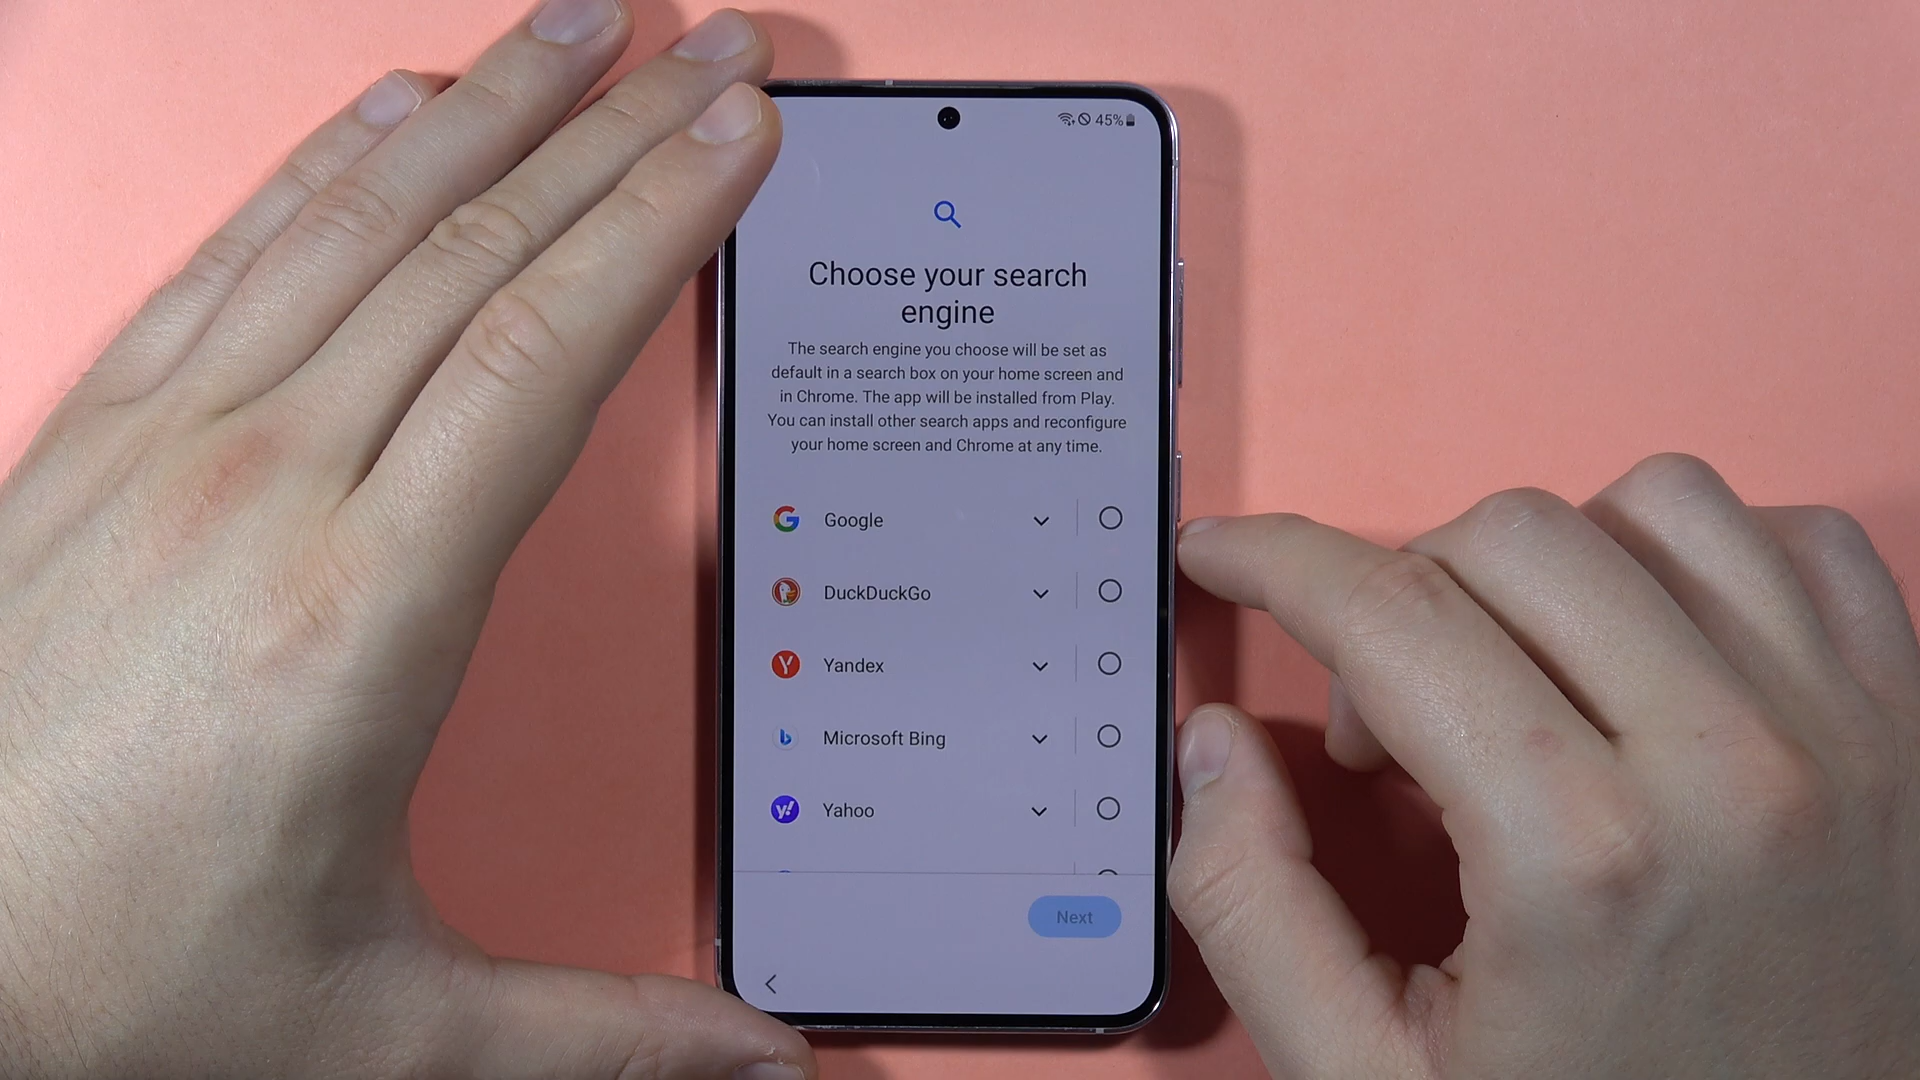 45%
Choose your search
engine
The search engine you choose will be set as
default in a search box on your home screen and
in Chrome. The app will be installed from Play.
You can install other search apps and reconfigure
your home screen and Chrome at any time.
Google
DuckDuckGo
Yandex
Microsoft Bing
Yahoo
Next